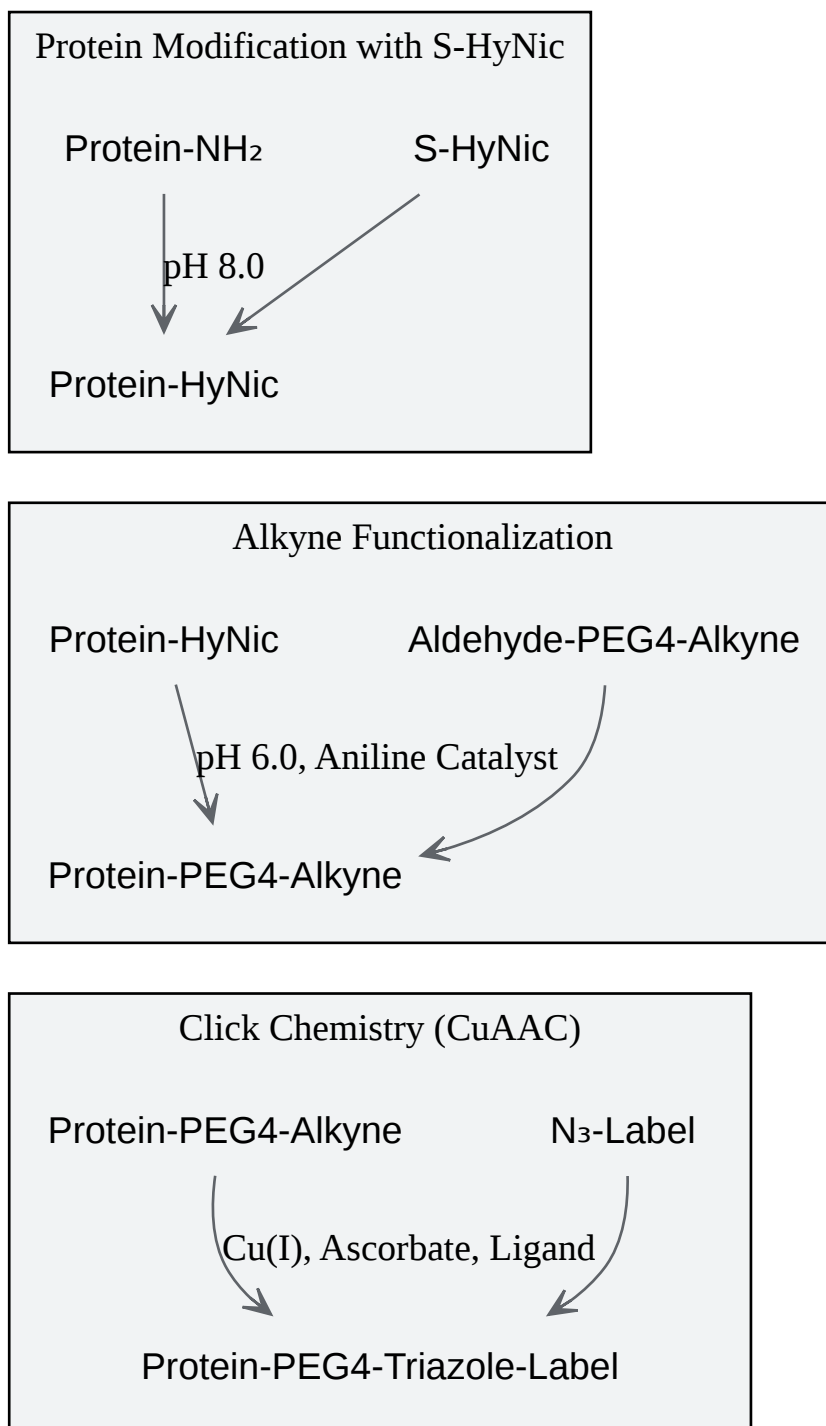 Protein Modification with S-HyNic
Protein-NH₂ S-HyNic
pH 8.0
Protein-HyNic
Alkyne Functionalization
Protein-HyNic Aldehyde-PEG4-Alkyne
pH 6.0, Aniline Catalyst
Protein-PEG4-Alkyne
Click Chemistry (CuAAC)
Protein-PEG4-Alkyne N₃-Label
Cu(I), Ascorbate, Ligand
Protein-PEG4-Triazole-Label